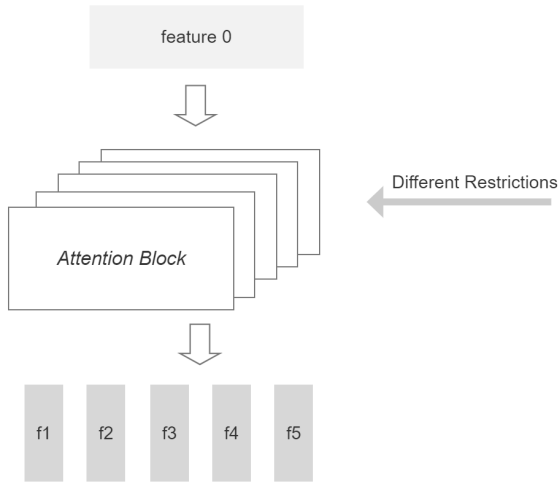 feature 0
Different Restrictions
Attention Block
f1
f2
f3
f4
f5